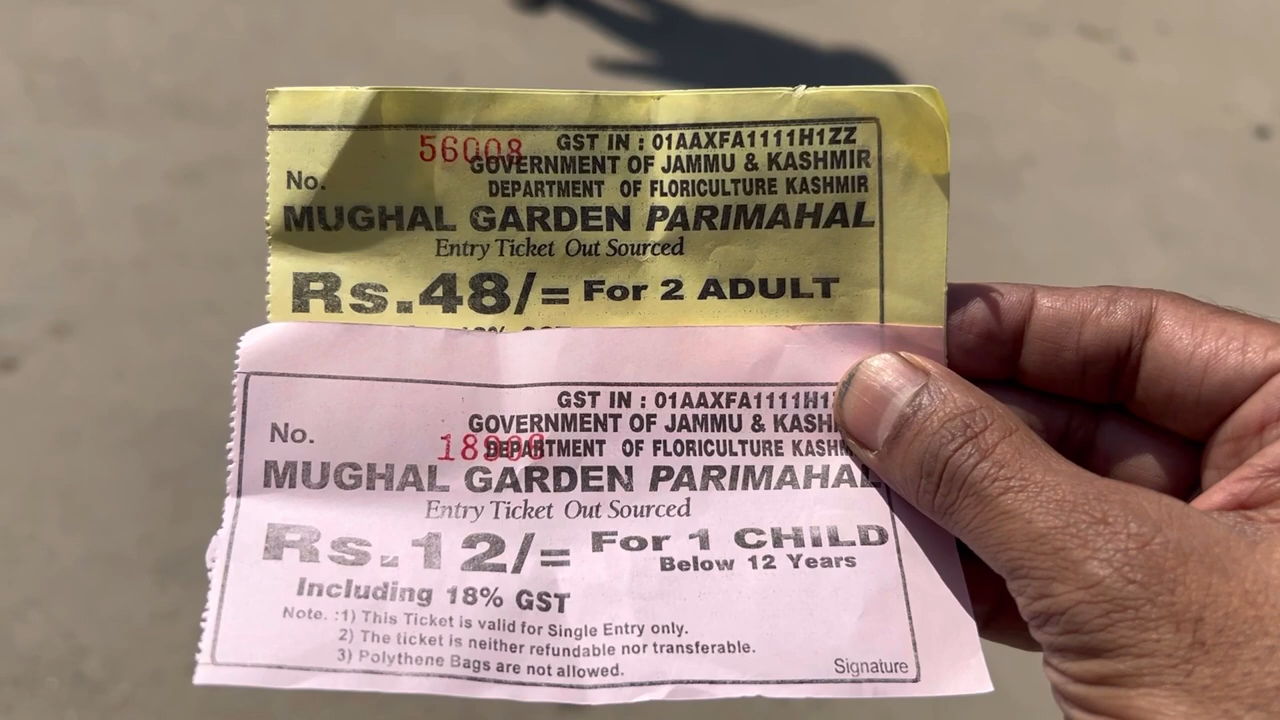 56008
GST IN : 01AAXFA1111H1ZZ
GOVERNMENT OF JAMMU & KASHMIR
No.
DEPARTMENT OF FLORICULTURE KASHMIR
MUGHAL GARDEN PARIMAHAL
Entry Ticket Out Sourced
Rs.48/= For 2 ADULT
GST IN : 01AAXFA1111H1
GOVERNMENT OF JAMMU & KASH
No.
DEPARTMENT OF FLORICULTURE KASHM
MUGHAL GARDEN PARIMAHAL
Entry Ticket Out Sourced
Rs.12/= For 1 CHILD
Below 12 Years
Including 18% GST
Note. :1) This Ticket is valid for Single Entry only.
2) The ticket is neither refundable nor transferable.
3) Polythene Bags are not allowed.
Signature